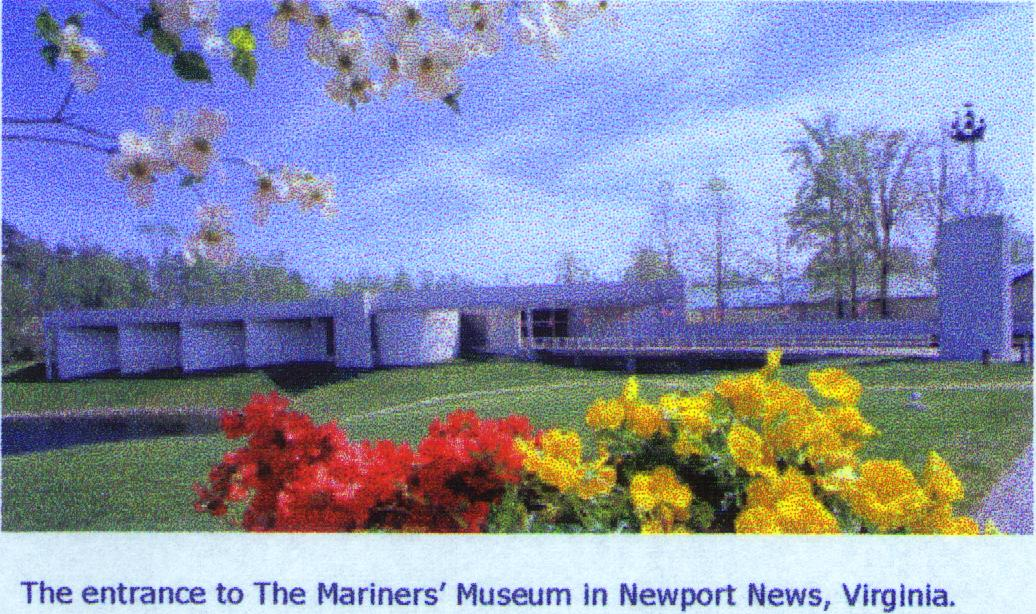 The entrance to The Mariners’ Museum in Newport News, Virginia.